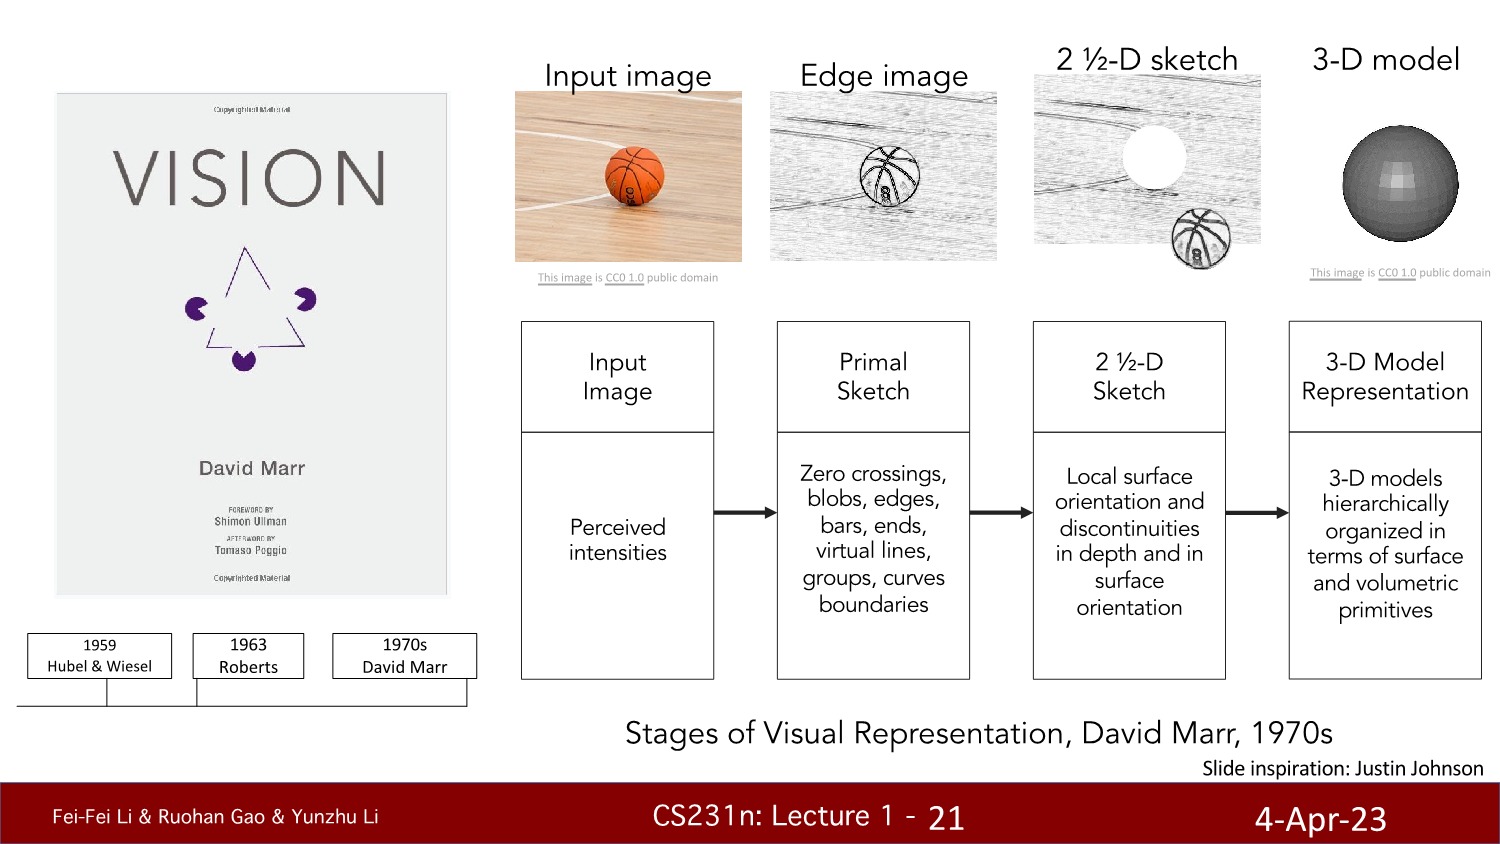 Copyrighted Material
VISION
David Marr
FOREWORD BY
Shimon Ullman
AFTERWORD BY
Tomaso Poggio
Copyrighted Material
1959
Hubel & Wiesel
1963
Roberts
1970s
David Marr
Input image
Edge image
2 ½-D sketch
3-D model
This image is CC0 1.0 public domain
This image is CC0 1.0 public domain
Input
Image
Perceived
intensities
Primal
Sketch
Zero crossings,
blobs, edges,
bars, ends,
virtual lines,
groups, curves
boundaries
2 ½-D
Sketch
Local surface
orientation and
discontinuities
in depth and in
surface
orientation
3-D Model
Representation
3-D models
hierarchically
organized in
terms of surface
and volumetric
primitives
Stages of Visual Representation, David Marr, 1970s
Slide inspiration: Justin Johnson
Fei-Fei Li & Ruohan Gao & Yunzhu Li
CS231n: Lecture 1 - 21
4-Apr-23